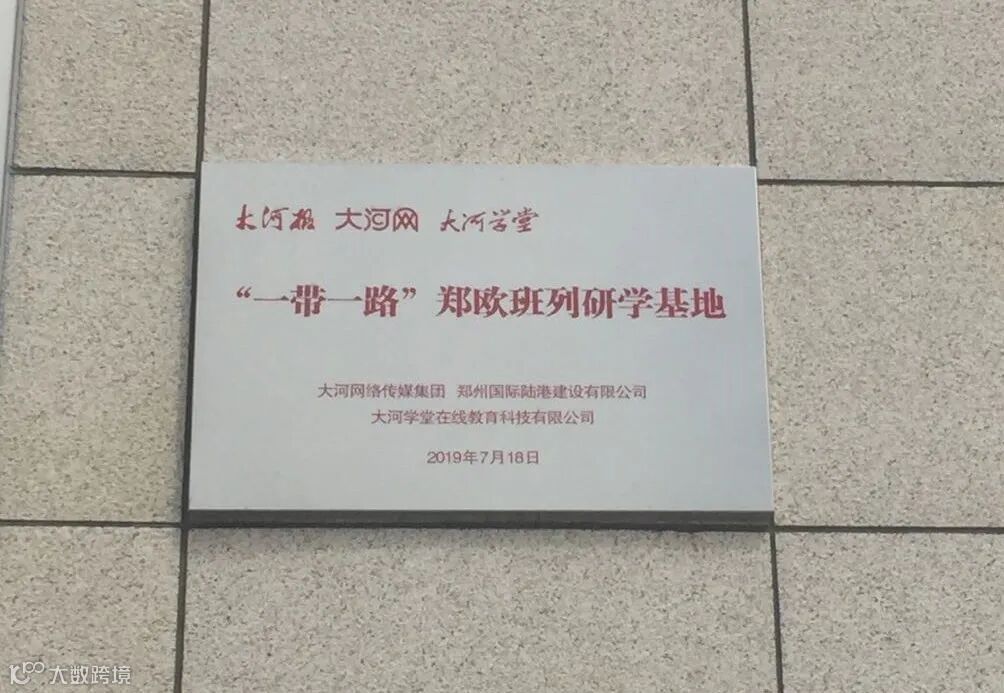 大河报 大河网 大河学堂
“一带一路” 郑欧班列研学基地
大河网络传媒集团 郑州国际陆港建设有限公司
大河学堂在线教育科技有限公司
2019年7月18日
大数跨境